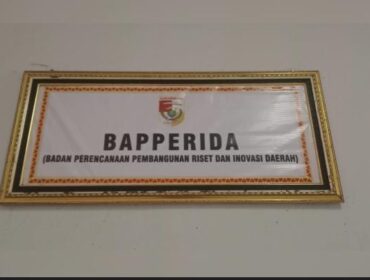 BAPPERIDA
(BADAN PERENCANAAN PEMBANGUNAN RISET DAN INOVASI DAERAH)